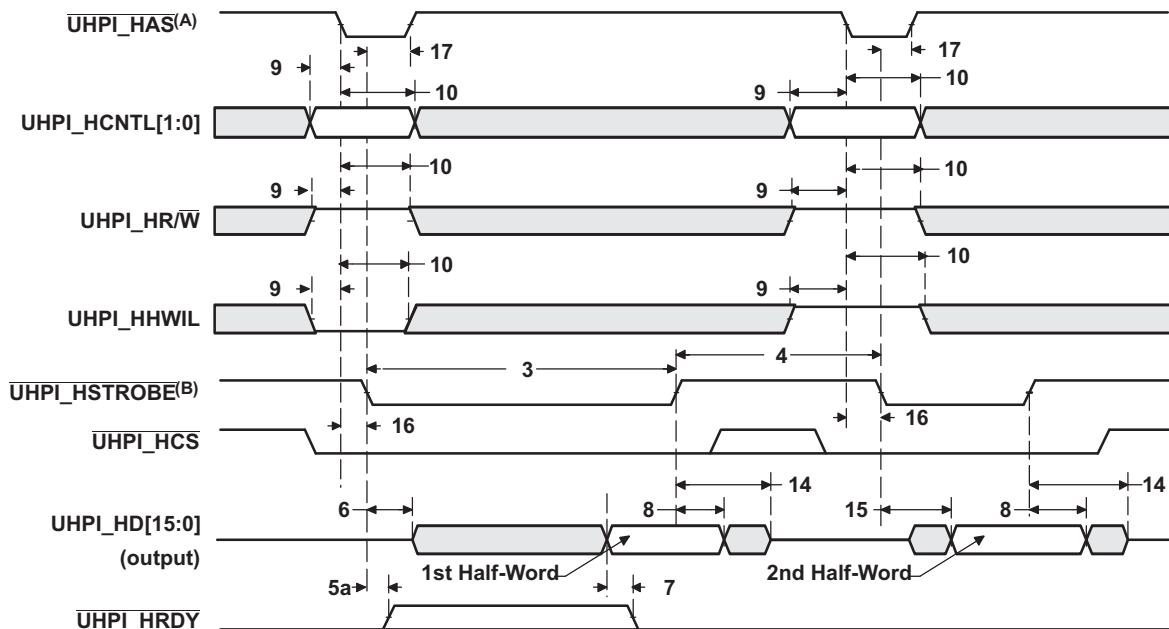 UHPI_HAS(A)
17
17
9
10
9
10
UHPI_HCNTL[1:0]
10
10
9
9
UHPI_HR/W
10
10
9
9
UHPI_HHWIL
3
4
UHPI_HSTROBE(B)
16
16
UHPI_HCS
14
14
6
8
15
8
UHPI_HD[15:0]
(output)
1st Half-Word
2nd Half-Word
5a
7
UHPI_HRDY